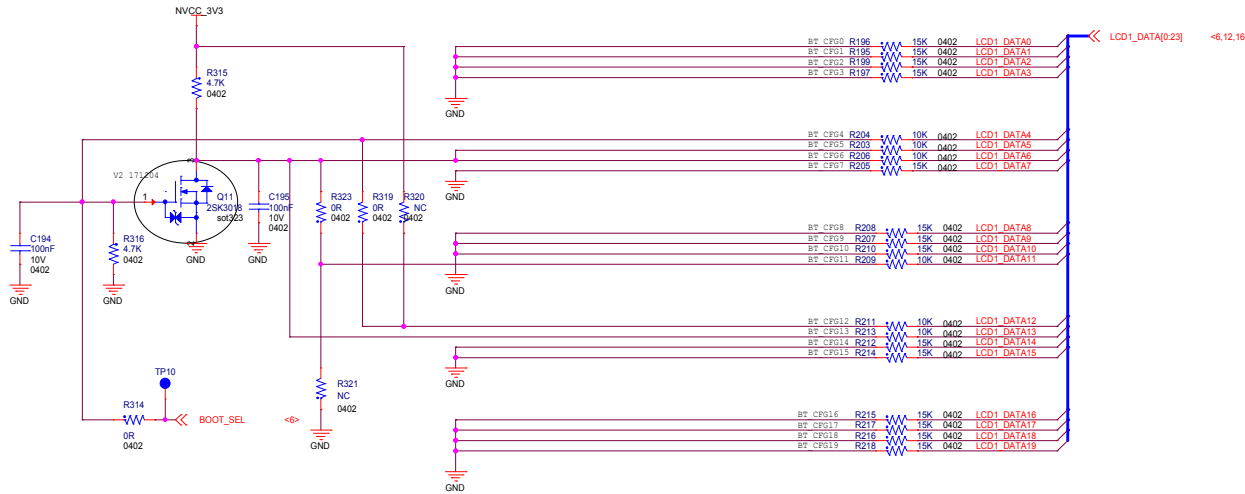 NVCC_3V3
R315
4.7K
0402
V2 171204
3
1
2
Q11
2SK3018
sot323
GND
C194
100nF
10V
0402
GND
R316
4.7K
0402
GND
C195
100nF
10V
0402
GND
R323
0R
0402
R319
0R
0402
R320
NC
0402
R321
NC
0402
GND
TP10
R314
0R
0402
BOOT_SEL <6>
BT_CFG0 R196 15K 0402 LCD1_DATA0
BT_CFG1 R195 15K 0402 LCD1_DATA1
BT_CFG2 R199 15K 0402 LCD1_DATA2
BT_CFG3 R197 15K 0402 LCD1_DATA3
GND
LCD1_DATA[0:23] <6,12,16
BT_CFG4 R204 10K 0402 LCD1_DATA4
BT_CFG5 R203 10K 0402 LCD1_DATA5
BT_CFG6 R206 10K 0402 LCD1_DATA6
BT_CFG7 R205 15K 0402 LCD1_DATA7
GND
BT_CFG8 R208 15K 0402 LCD1_DATA8
BT_CFG9 R207 15K 0402 LCD1_DATA9
BT_CFG10 R210 15K 0402 LCD1_DATA10
BT_CFG11 R209 10K 0402 LCD1_DATA11
GND
BT_CFG12 R211 10K 0402 LCD1_DATA12
BT_CFG13 R213 10K 0402 LCD1_DATA13
BT_CFG14 R212 15K 0402 LCD1_DATA14
BT_CFG15 R214 15K 0402 LCD1_DATA15
GND
BT_CFG16 R215 15K 0402 LCD1_DATA16
BT_CFG17 R217 15K 0402 LCD1_DATA17
BT_CFG18 R216 15K 0402 LCD1_DATA18
BT_CFG19 R218 15K 0402 LCD1_DATA19
GND